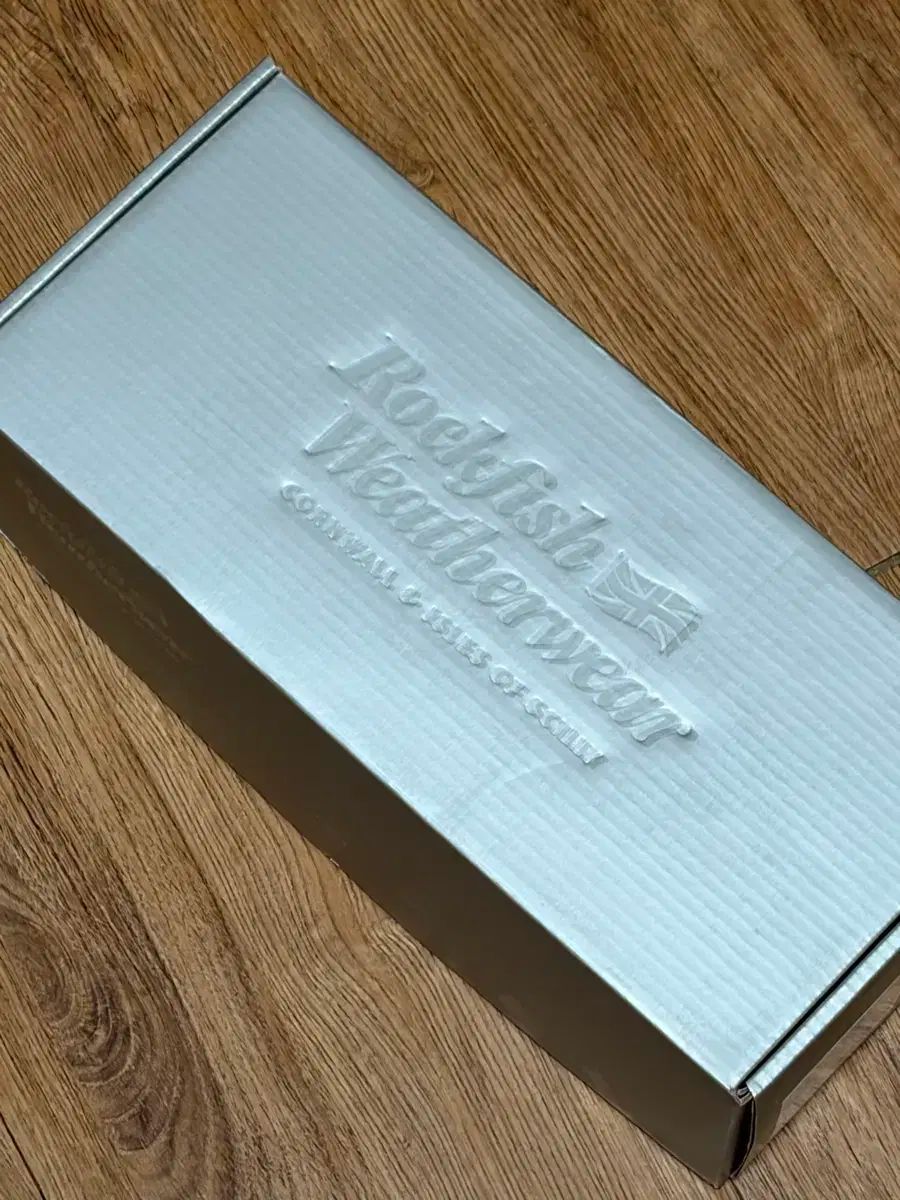 Rockfish
Weatherwear
CORNWALL & ISLES OF SCILLY